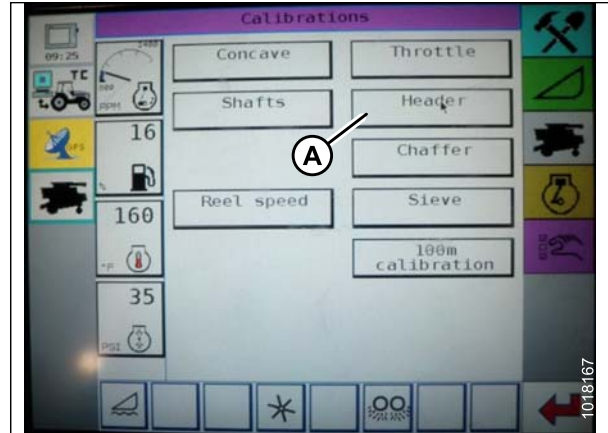 Calibrations
09:25
TC
GPS
2400
800
PPM
16
%
160
°F
35
PSI
Concave
Throttle
Shafts
Header
A
Chaffer
Reel speed
Sieve
100m
calibration
1018167